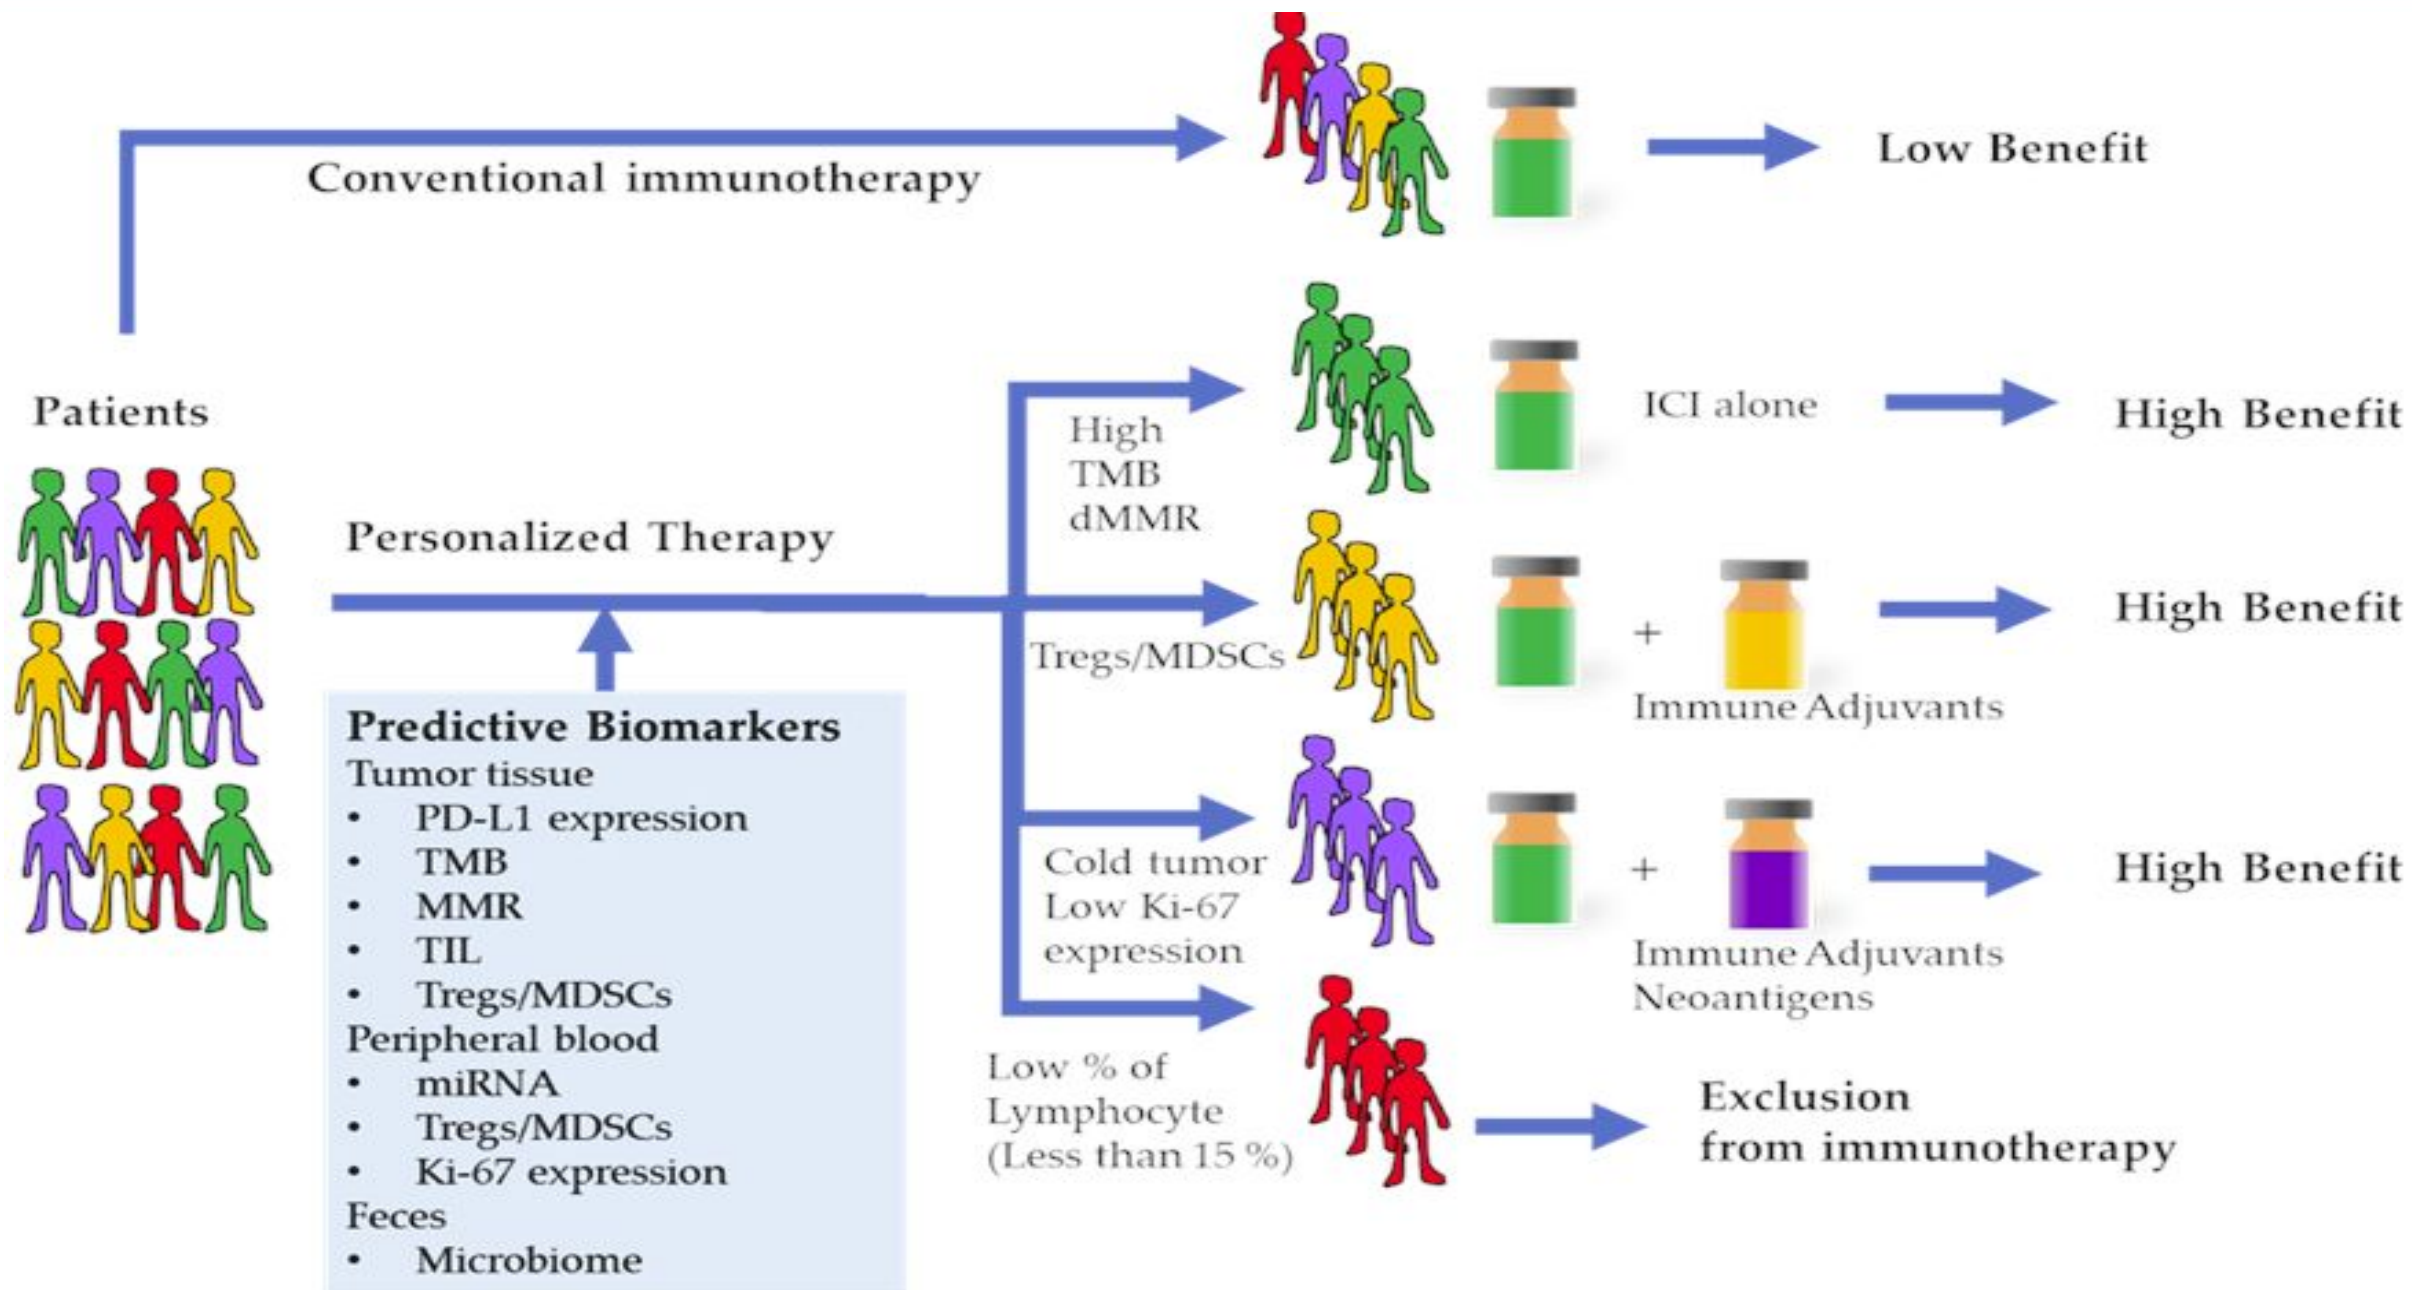 Conventional immunotherapy
Low Benefit
Patients
Personalized Therapy
Predictive Biomarkers
Tumor tissue
• PD-L1 expression
• TMB
• MMR
• TIL
• Tregs/MDSCs
Peripheral blood
• miRNA
• Tregs/MDSCs
• Ki-67 expression
Feces
• Microbiome
High
TMB
dMMR
ICI alone
High Benefit
Tregs/MDSCs
+
Immune Adjuvants
High Benefit
Cold tumor
Low Ki-67
expression
+
Immune Adjuvants
Neoantigens
High Benefit
Low % of
Lymphocyte
(Less than 15 %)
Exclusion
from immunotherapy